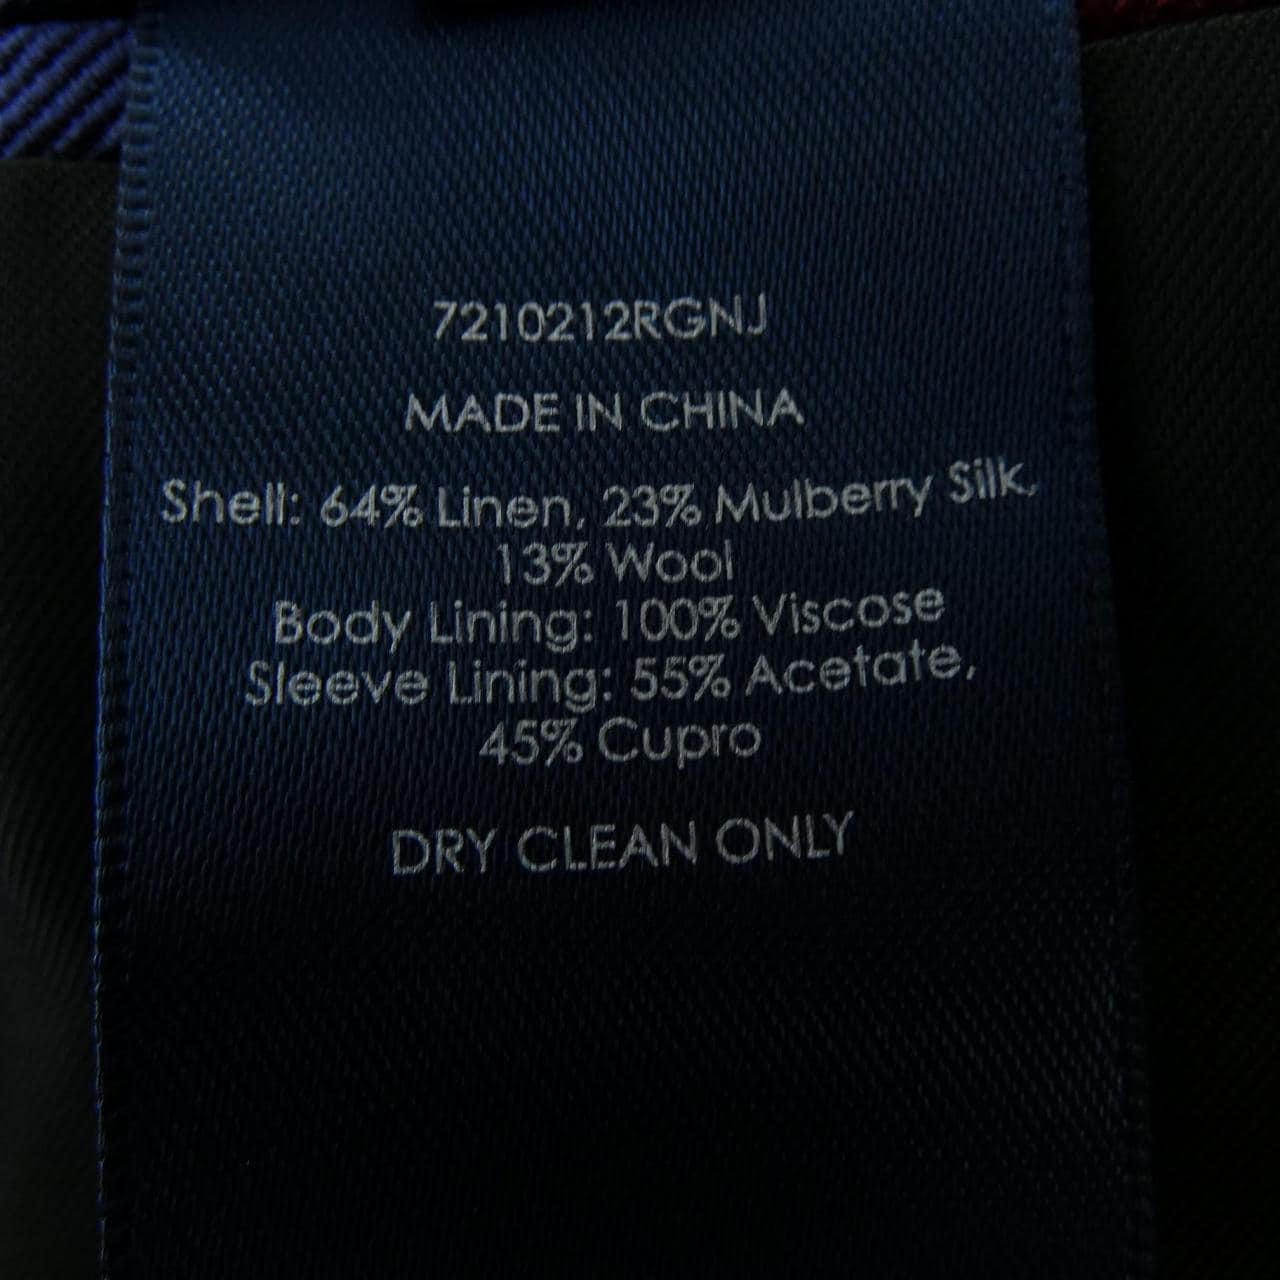 7210212RGNJ
MADE IN CHINA
Shell: 64% Linen, 23% Mulberry Silk,
13% Wool
Body Lining: 100% Viscose
Sleeve Lining: 55% Acetate,
45% Cupro
DRY CLEAN ONLY